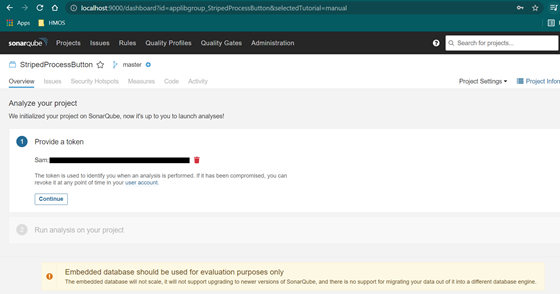 localhost:9000/dashboard?id=applibgroup_StripedProcessButton&selectedTutorial=manual
Apps HMOS
sonarqube Projects Issues Rules Quality Profiles Quality Gates Administration ? Search for projects...
StripedProcessButton master
Overview Issues Security Hotspots Measures Code Activity Project Settings Project Infor
Analyze your project
We initialized your project on SonarQube, now it's up to you to launch analyses!
1 Provide a token
Sam:
The token is used to identify you when an analysis is performed. If it has been compromised, you can
revoke it at any point of time in your user account.
Continue
2 Run analysis on your project
Embedded database should be used for evaluation purposes only
The embedded database will not scale, it will not support upgrading to newer versions of SonarQube, and there is no support for migrating your data out of it into a different database engine.